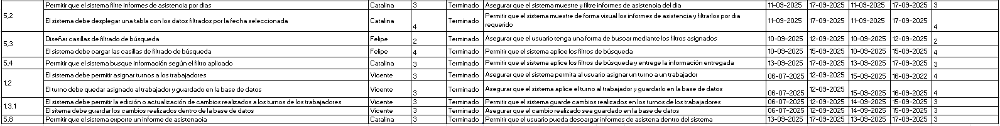 Permitir que el sistema filtre informes de asistencia por dias Catalina 3 Terminado Asegurar que el sistema muestre y filtre informes de asistencia del dia 11-09-2025 17-09-2025 11-09-2025 17-09-2025 3
5,2 El sistema debe desplegar una tabla con los datos filtrados por la fecha seleccionada Catalina 4 Terminado Permitir que el sistema muestre de forma visual los informes de asistencia y filtrarlos por dia
requerido 11-09-2025 17-09-2025 11-09-2025 17-09-2025 4
5,3 Diseñar casillas de filtrado de búsqueda Felipe 2 Terminado Asegurar que el usuario tenga una forma de buscar mediante los filtros asignados 10-09-2025 12-09-2025 10-09-2025 12-09-2025 2
El sistema debe cargar las casillas de filtrado de búsqueda Felipe 4 Terminado Permitir que el sistema aplice los filtros de búsqueda 10-09-2025 15-09-2025 10-09-2025 15-09-2025 4
5,4 Permitir que el sistema busque información según el filtro aplicado Catalina 3 Terminado Permitir que el sistema aplice los fltros de búsqueda y entrege la información entregada 13-09-2025 17-09-2025 13-09-2025 17-09-2025 3
1,2 El sistema debe permitir asignar turnos a los trabajadores Vicente 3 Terminado Asegurar que el sistema permita al usuario asignar un turno a un trabajador 06-07-2025 12-09-2025 15-09-2025 16-09-2022 4
El turno debe quedar asignado al trabajador y guardado en la base de datos Vicente 3 Terminado Asegurar que el sistema aplice el turno al trabajador y guardarlo en la base de datos 06-07-2025 12-09-2025 15-09-2025 16-09-2025 4
1.3.1 El sistema debe permitir la edición o actualización de cambios realizados a los turnos de los trabajadores Vicente 3 Terminado Permitir que el sistema guarde cambios realizados en los turnos de los trabajadores 06-07-2025 12-09-2025 14-09-2025 15-09-2025 3
El sitema debe guardar los cambios realizados dentro de la base de datos Vicente 3 Terminado Asegurar que el cambio realizado sea guardado en la base de datos 06-07-2025 12-09-2025 14-09-2025 15-09-2025 3
5,8 Permitir que el sistema exporte un informe de asistenacia Catalina 3 Terminado Permitir que el usuario pueda descargar informes de asistena dentro del sistema 13-09-2025 17-09-2025 13-09-2025 17-09-2025 3